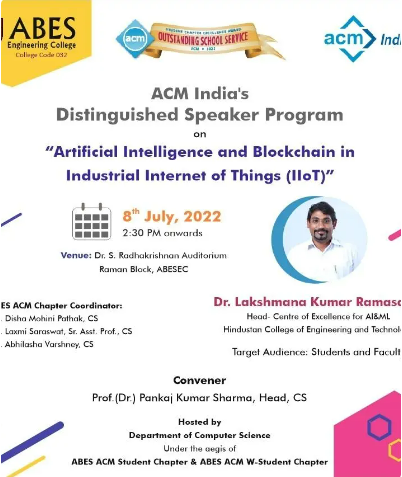 ABES
Engineering College
College Code 032
STUDENT CHAPTER EXCELLENCE AWARD
acm
OUTSTANDING SCHOOL SERVICE
acm
ACM India's
Distinguished Speaker Program
on
"Artificial Intelligence and Blockchain in
Industrial Internet of Things (IIoT)"
8th July, 2022
2:30 PM onwards
Venue: Dr. S. Radhakrishnan Auditorium
Raman Block, ABESEC
Dr. Lakshmana Kumar
Head- Centre of Excellence for AI&ML
Hindustan College of Engineering and
Target Audience: Students and
ACM Chapter Coordinator:
Disha Mohini Pathak, CS
Laxmi Saraswat, Sr. Asst. Prof., CS
Abhilasha Varshney, CS
Convener
Prof.(Dr.) Pankaj Kumar Sharma, Head, CS
Hosted by
Department of Computer Science
Under the aegis of
ABES ACM Student Chapter & ABES ACM W-Student Chapter